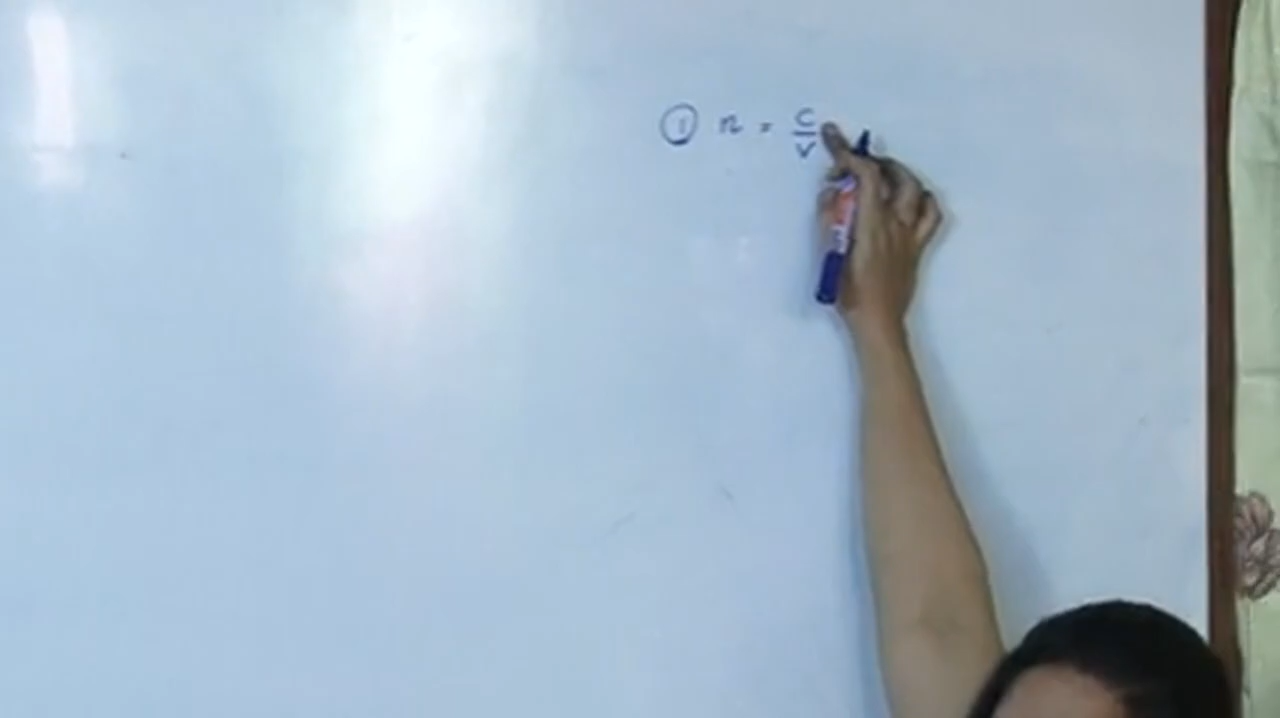 ① n = c/v